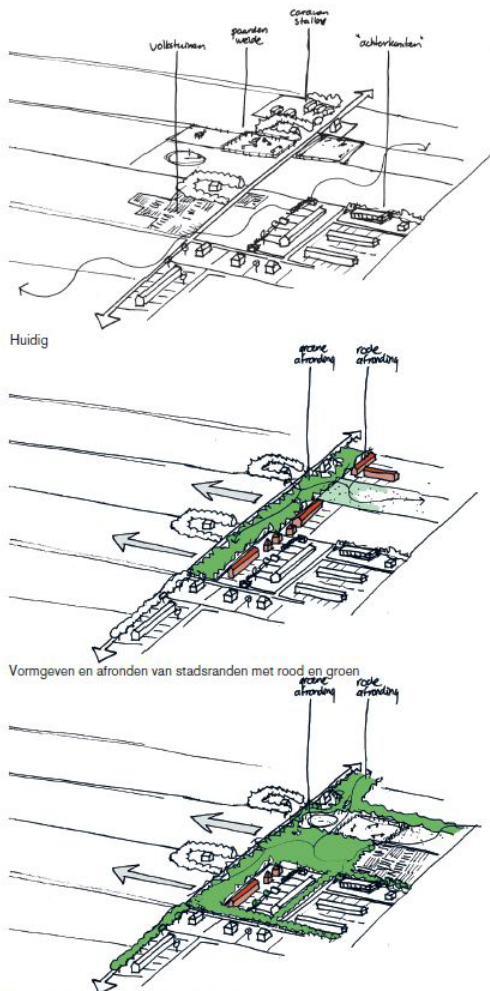 caravan
stalling
paarden
weide
volkstuinen
"achterkanten"
Huidig
groene
afronding
rode
afronding
Vormgeven en afronden van stadsranden met rood en groen
groene
afronding
rode
afronding